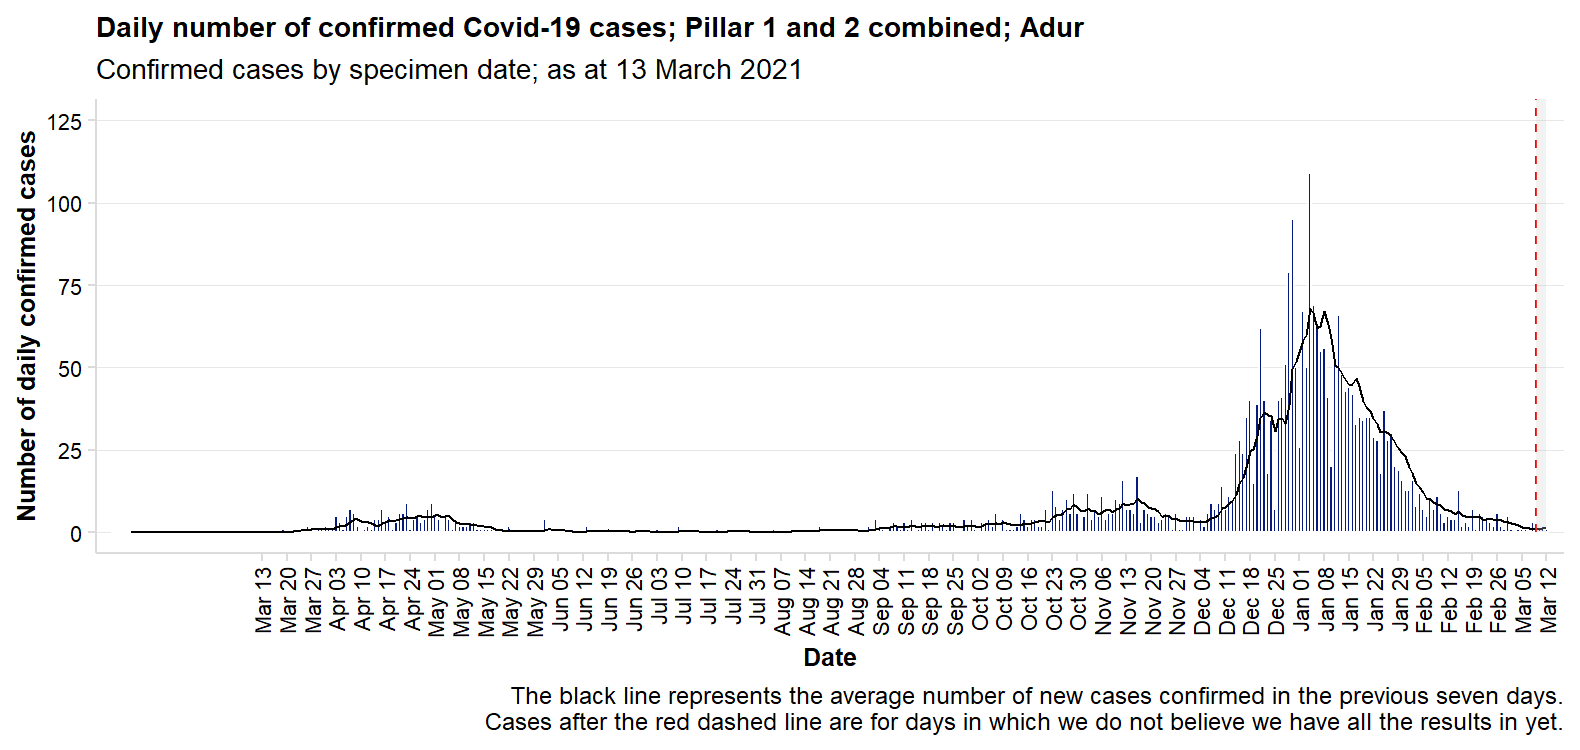 Daily number of confirmed Covid-19 cases; Pillar 1 and 2 combined; Adur
Confirmed cases by specimen date; as at 13 March 2021
Number of daily confirmed cases
125
100
75
50
25
0
Mar 13
Mar 20
Mar 27
Apr 03
Apr 10
Apr 17
Apr 24
May 01
May 08
May 15
May 22
May 29
Jun 05
Jun 12
Jun 19
Jun 26
Jul 03
Jul 10
Jul 17
Jul 24
Jul 31
Aug 07
Aug 14
Aug 21
Aug 28
Sep 04
Sep 11
Sep 18
Sep 25
Oct 02
Oct 09
Oct 16
Oct 23
Oct 30
Nov 06
Nov 13
Nov 20
Nov 27
Dec 04
Dec 11
Dec 18
Dec 25
Jan 01
Jan 08
Jan 15
Jan 22
Jan 29
Feb 05
Feb 12
Feb 19
Feb 26
Mar 05
Mar 12
Date
The black line represents the average number of new cases confirmed in the previous seven days.
Cases after the red dashed line are for days in which we do not believe we have all the results in yet.